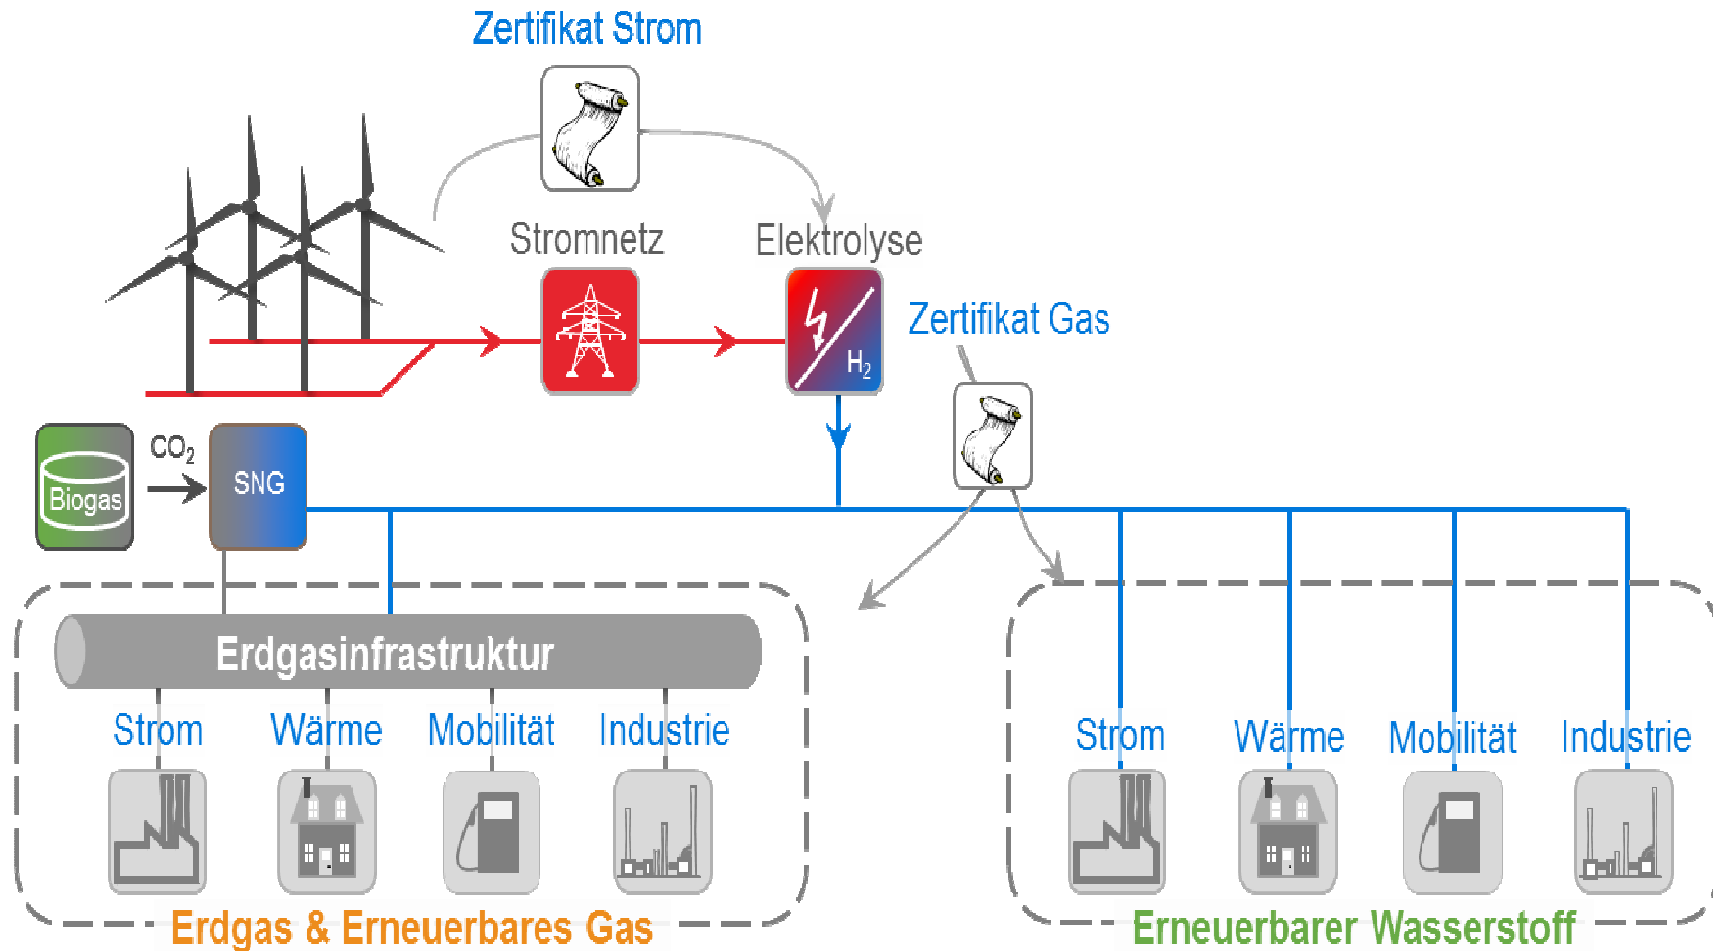 Zertifikat Strom
Stromnetz
Elektrolyse
H2
Zertifikat Gas
CO2
Biogas
SNG
Erdgasinfrastruktur
Strom Wärme Mobilität Industrie
Strom Wärme Mobilität Industrie
Erdgas & Erneuerbares Gas
Erneuerbarer Wasserstoff